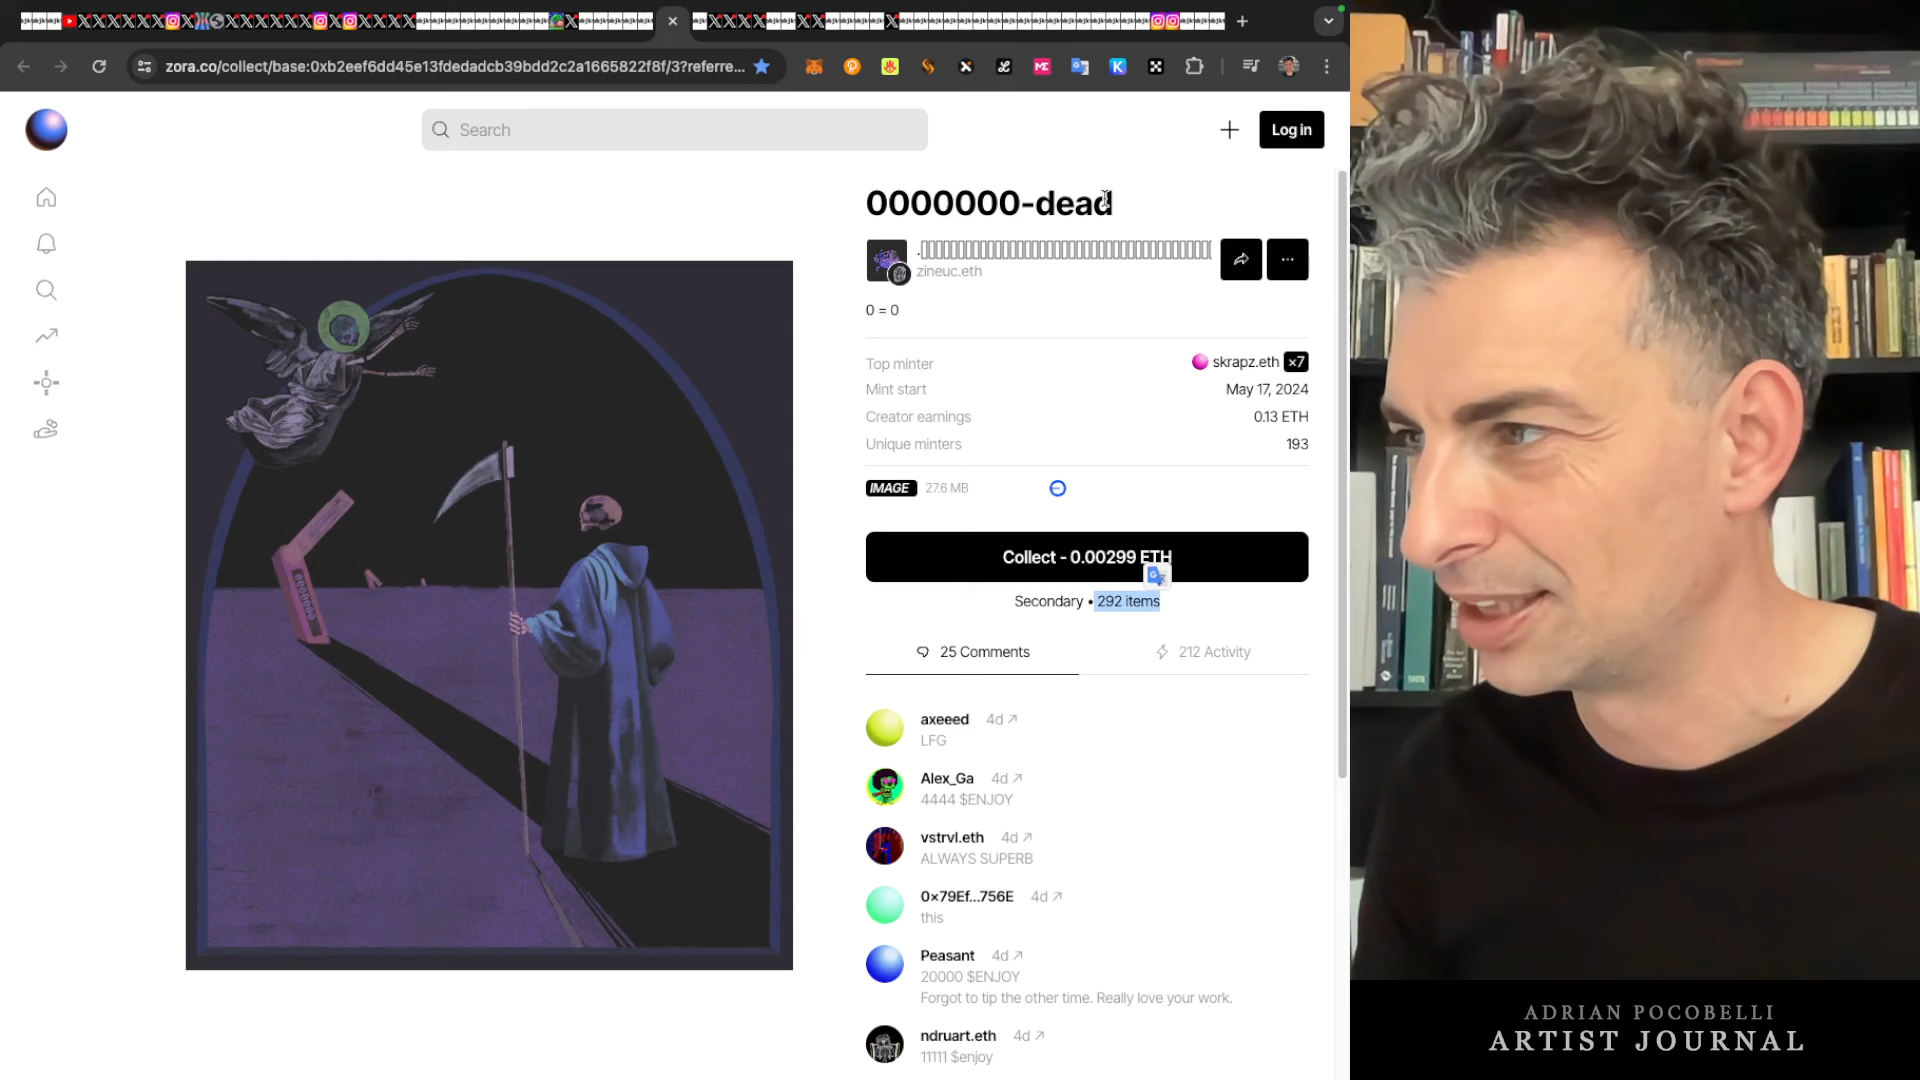 zora.co/collect/base:0xb2eef6dd45e13fdedadcb39bdd2c2a1665822f8f/3?referre...
Search
Log in
0000000-dead
zineuc.eth
0 = 0
Top minter
skrapz.eth ×7
Mint start
May 17, 2024
Creator earnings
0.13 ETH
Unique minters
193
IMAGE 27.6 MB
Collect - 0.00299 ETH
Secondary • 292 items
25 Comments
212 Activity
axeeed 4d ↗
LFG
Alex_Ga 4d ↗
4444 $ENJOY
vstrvl.eth 4d ↗
ALWAYS SUPERB
0×79Ef...756E 4d ↗
this
Peasant 4d ↗
20000 $ENJOY
Forgot to tip the other time. Really love your work.
ndruart.eth 4d ↗
11111 $enjoy
0000000
ADRIAN POCOBELLI
ARTIST JOURNAL